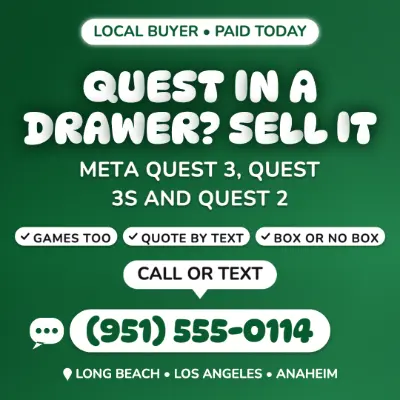 LOCAL BUYER • PAID TODAY
QUEST IN A
DRAWER? SELL IT
META QUEST 3, QUEST
3S AND QUEST 2
GAMES TOO
QUOTE BY TEXT
BOX OR NO BOX
CALL OR TEXT
(951) 555-0114
LONG BEACH • LOS ANGELES • ANAHEIM